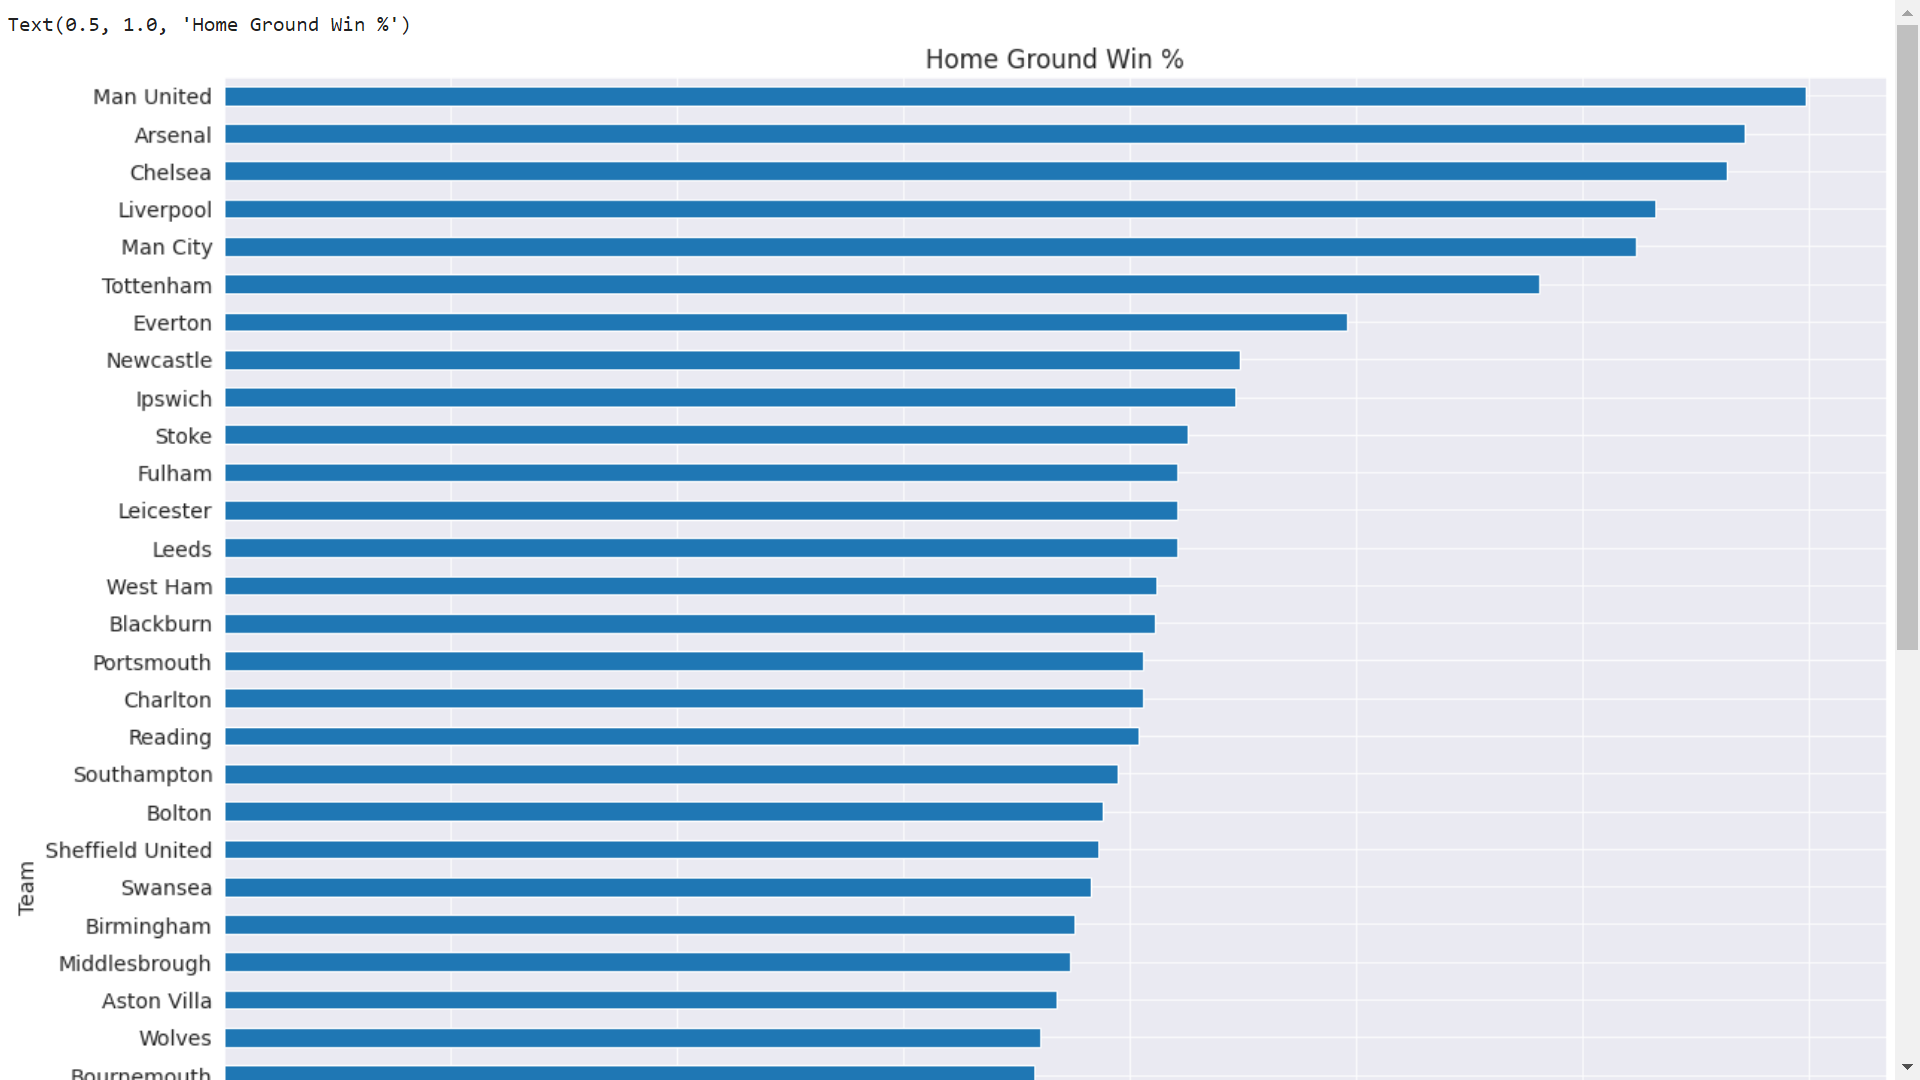 Text(0.5, 1.0, 'Home Ground Win %')
Home Ground Win %
Man United
Arsenal
Chelsea
Liverpool
Man City
Tottenham
Everton
Newcastle
Ipswich
Stoke
Fulham
Leicester
Leeds
West Ham
Blackburn
Portsmouth
Charlton
Reading
Southampton
Bolton
Sheffield United
Swansea
Birmingham
Middlesbrough
Aston Villa
Wolves
Bournemouth
Team